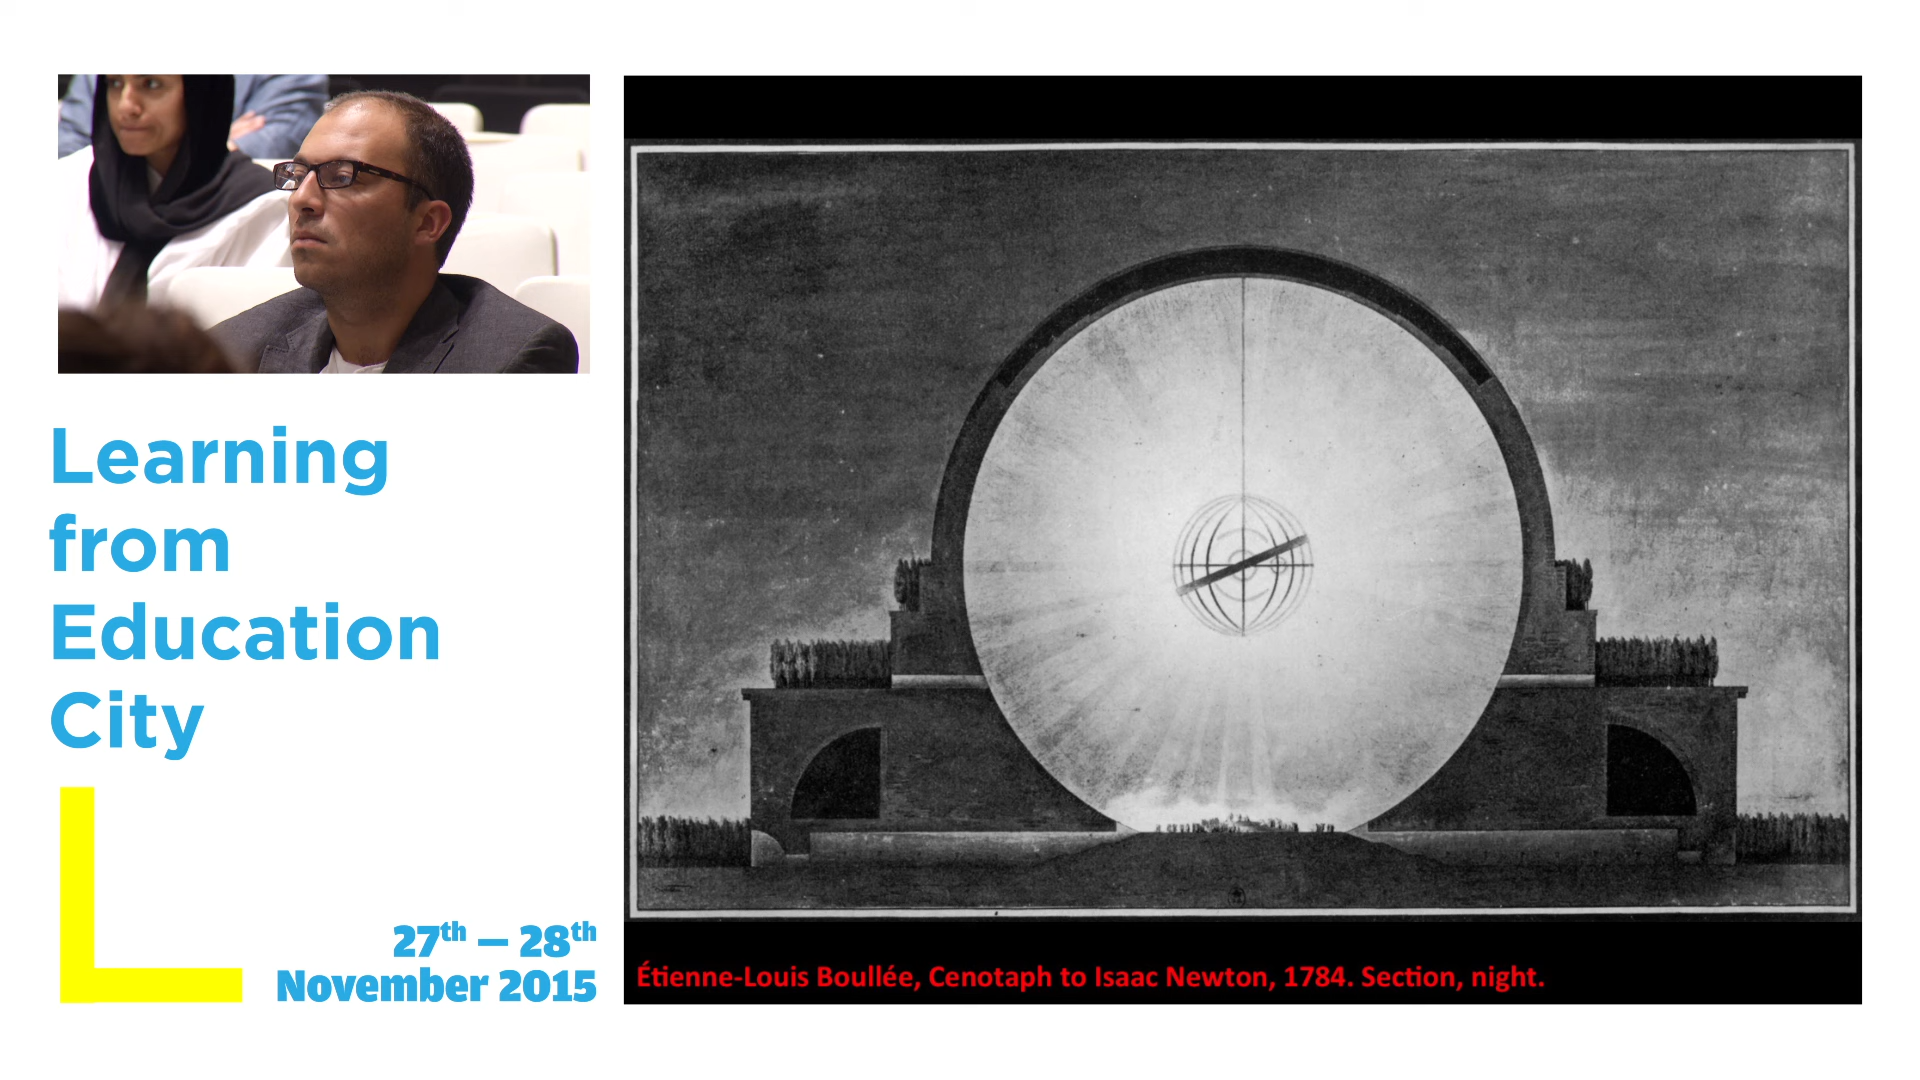 Learning
from
Education
City
27th – 28th
November 2015
Étienne-Louis Boullée, Cenotaph to Isaac Newton, 1784. Section, night.